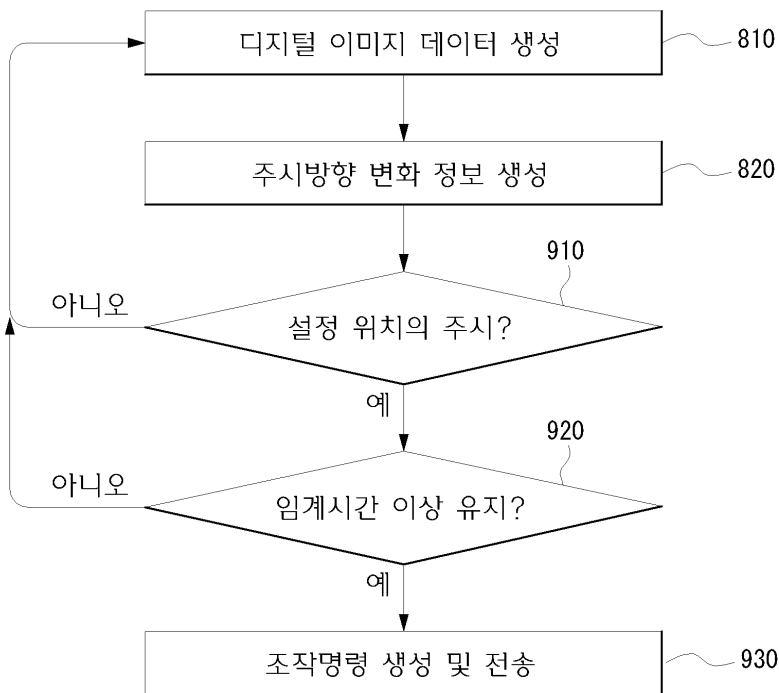 디지털 이미지 데이터 생성
810
주시방향 변화 정보 생성
820
910
설정 위치의 주시?
아니오
예
920
임계시간 이상 유지?
아니오
예
조작명령 생성 및 전송
930